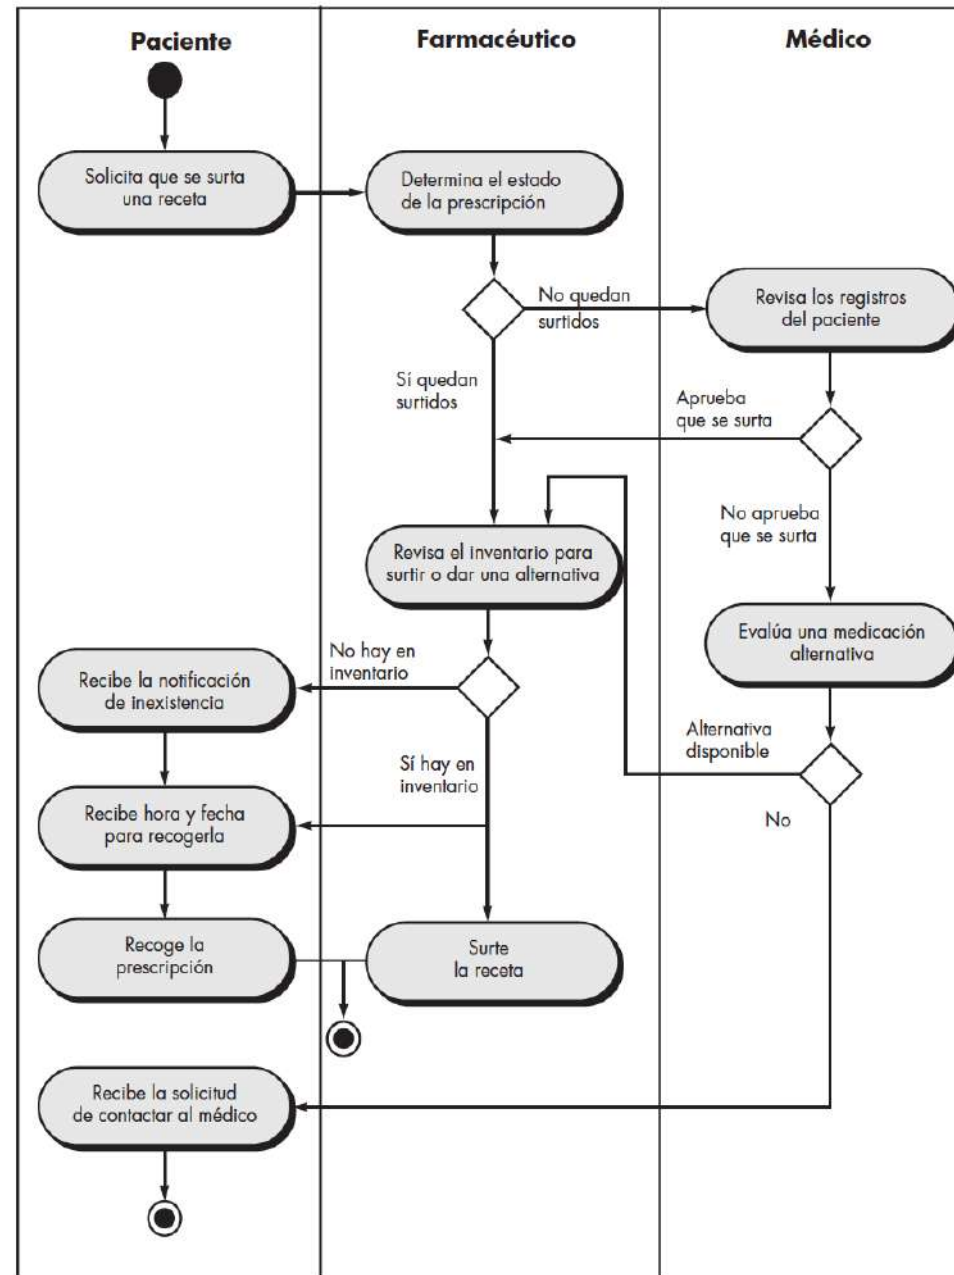 Paciente
Farmacéutico
Médico
Solicita que se surta
una receta
Determina el estado
de la prescripción
No quedan
surtidos
Revisa los registros
del paciente
Sí quedan
surtidos
Aprueba
que se surta
No aprueba
que se surta
Revisa el inventario para
surtir o dar una alternativa
Evalúa una medicación
alternativa
No hay en
inventario
Recibe la notificación
de inexistencia
Alternativa
disponible
Sí hay en
inventario
No
Recibe hora y fecha
para recogerla
Recoge la
prescripción
Surte
la receta
Recibe la solicitud
de contactar al médico